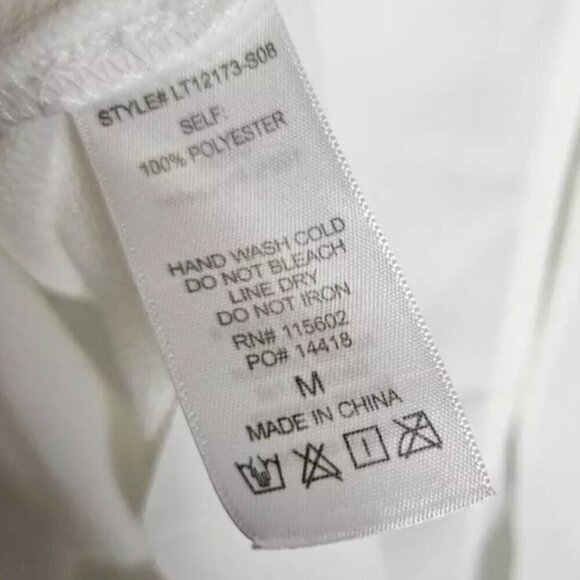 STYLE# LT12173-S08
SELF:
100% POLYESTER
HAND WASH COLD
DO NOT BLEACH
LINE DRY
DO NOT IRON
RN# 115602
PO# 14418
M
MADE IN CHINA